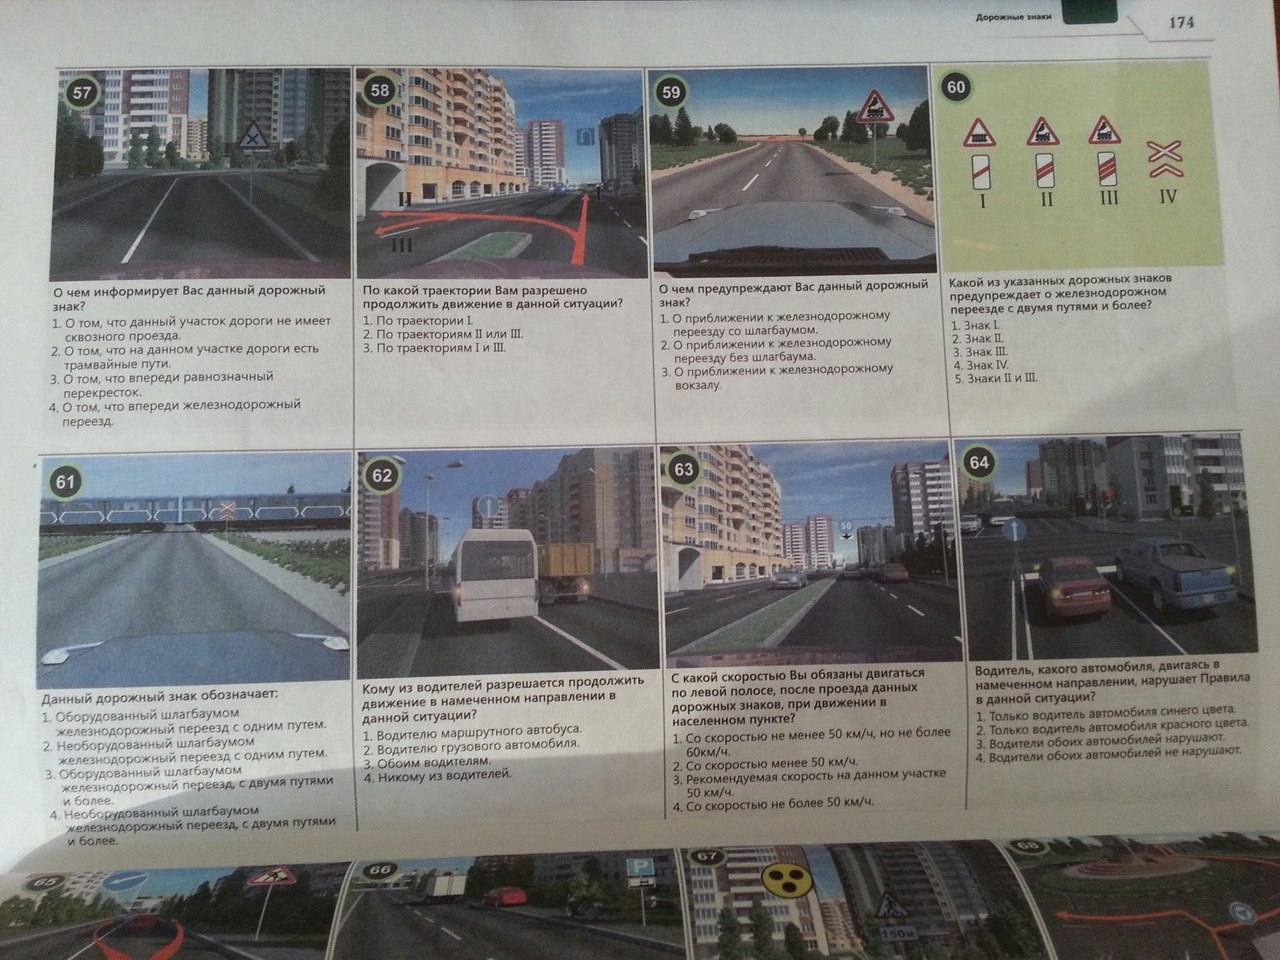 Дорожные знаки
174
57
О чем информирует Вас данный дорожный
знак?
1. О том, что данный участок дороги не имеет
сквозного проезда.
2. О том, что на данном участке дороги есть
трамвайные пути.
3. О том, что впереди равнозначный
перекресток.
4. О том, что впереди железнодорожный
переезд.
58
II
III
По какой траектории Вам разрешено
продолжить движение в данной ситуации?
1. По траектории I.
2. По траекториям II или III.
3. По траекториям I и III.
59
О чем предупреждают Вас данный дорожный
знак?
1. О приближении к железнодорожному
переезду со шлагбаумом.
2. О приближении к железнодорожному
переезду без шлагбаума.
3. О приближении к железнодорожному
вокзалу.
60
I
II
III
IV
Какой из указанных дорожных знаков
предупреждает о железнодорожном
переезде с двумя путями и более?
1. Знак I.
2. Знак II.
3. Знак III.
4. Знак IV.
5. Знаки II и III.
61
Данный дорожный знак обозначает:
1. Оборудованный шлагбаумом
железнодорожный переезд с одним путем.
2. Необорудованный шлагбаумом
железнодорожный переезд с одним путем.
3. Оборудованный шлагбаумом
железнодорожный переезд, с двумя путями
и более.
4. Необорудованный шлагбаумом
железнодорожный переезд, с двумя путями
и более.
62
Кому из водителей разрешается продолжить
движение в намеченном направлении в
данной ситуации?
1. Водителю маршрутного автобуса.
2. Водителю грузового автомобиля.
3. Обоим водителям.
4. Никому из водителей.
63
50
С какой скоростью Вы обязаны двигаться
по левой полосе, после проезда данных
дорожных знаков, при движении в
населенном пункте?
1. Со скоростью не менее 50 км/ч, но не более
60км/ч.
2. Со скоростью менее 50 км/ч.
3. Рекомендуемая скорость на данном участке
50 км/ч.
4. Со скоростью не более 50 км/ч.
64
Водитель, какого автомобиля, двигаясь в
намеченном направлении, нарушает Правила
в данной ситуации?
1. Только водитель автомобиля синего цвета.
2. Только водитель автомобиля красного цвета.
3. Водители обоих автомобилей нарушают.
4. Водители обоих автомобилей не нарушают.
65
66
P
67
150м
68